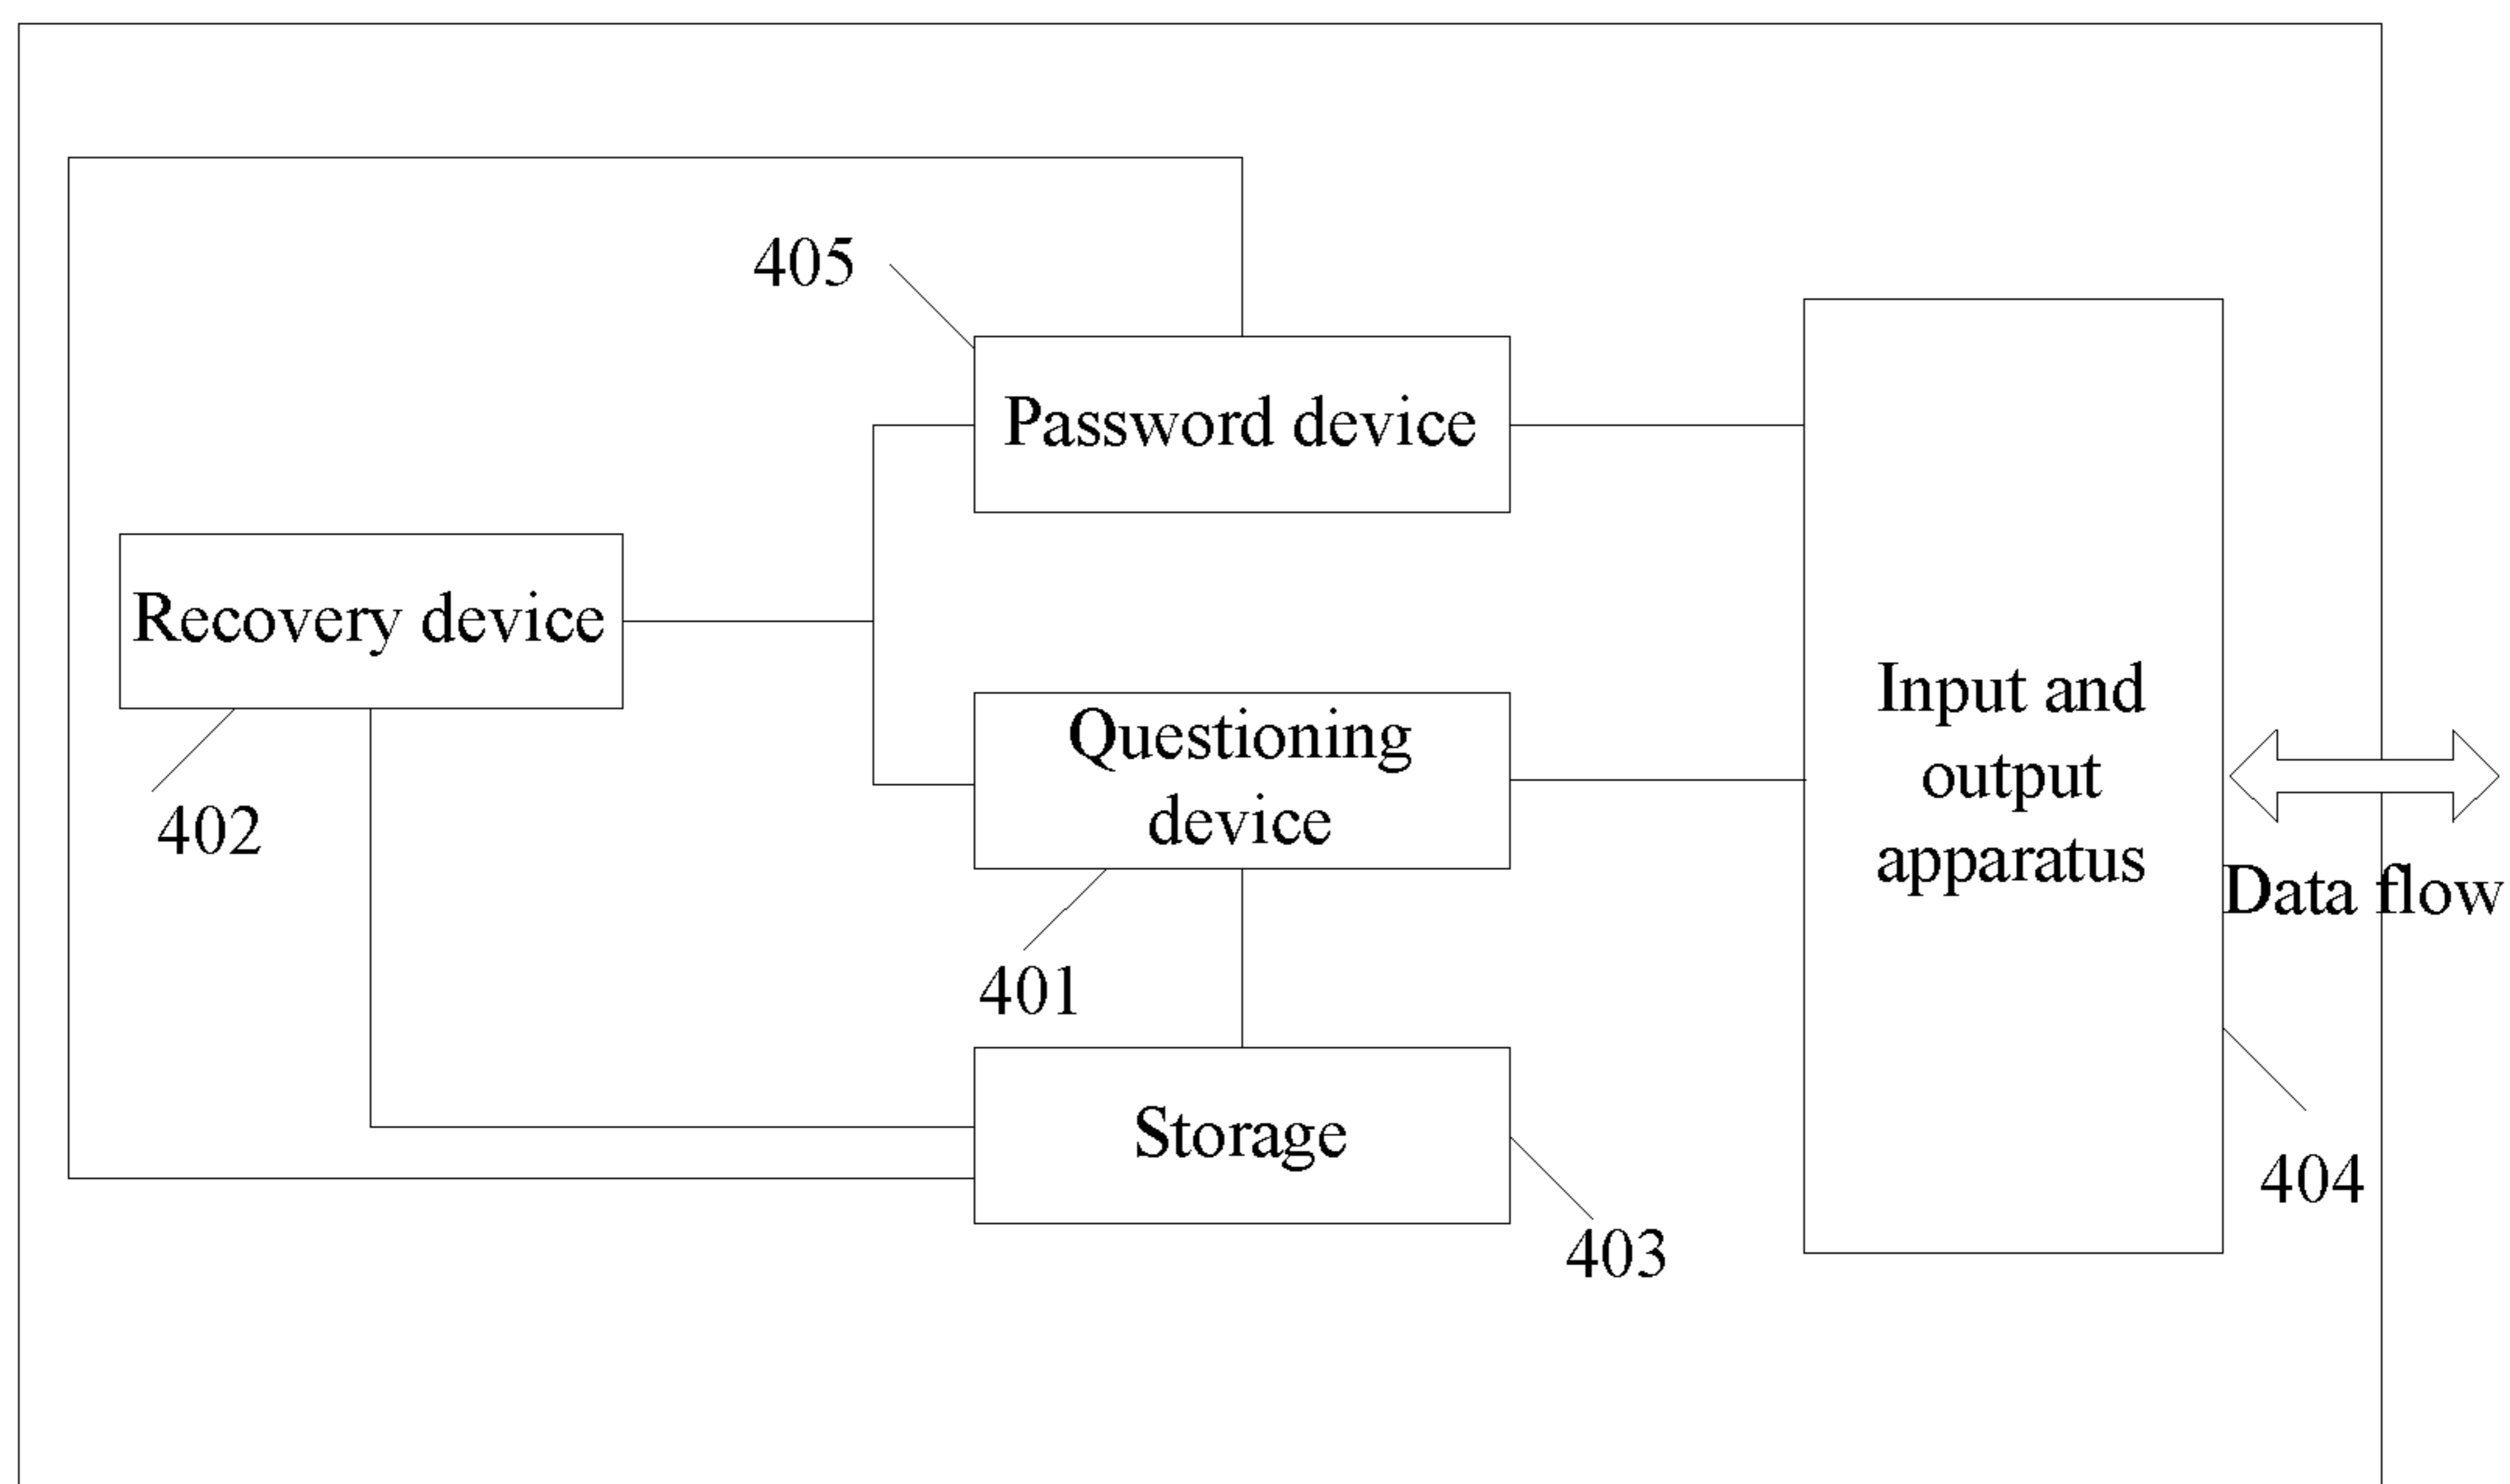 405
Password device
Recovery device
402
Questioning
device
401
Storage
403
Input and
output
apparatus
Data flow
404